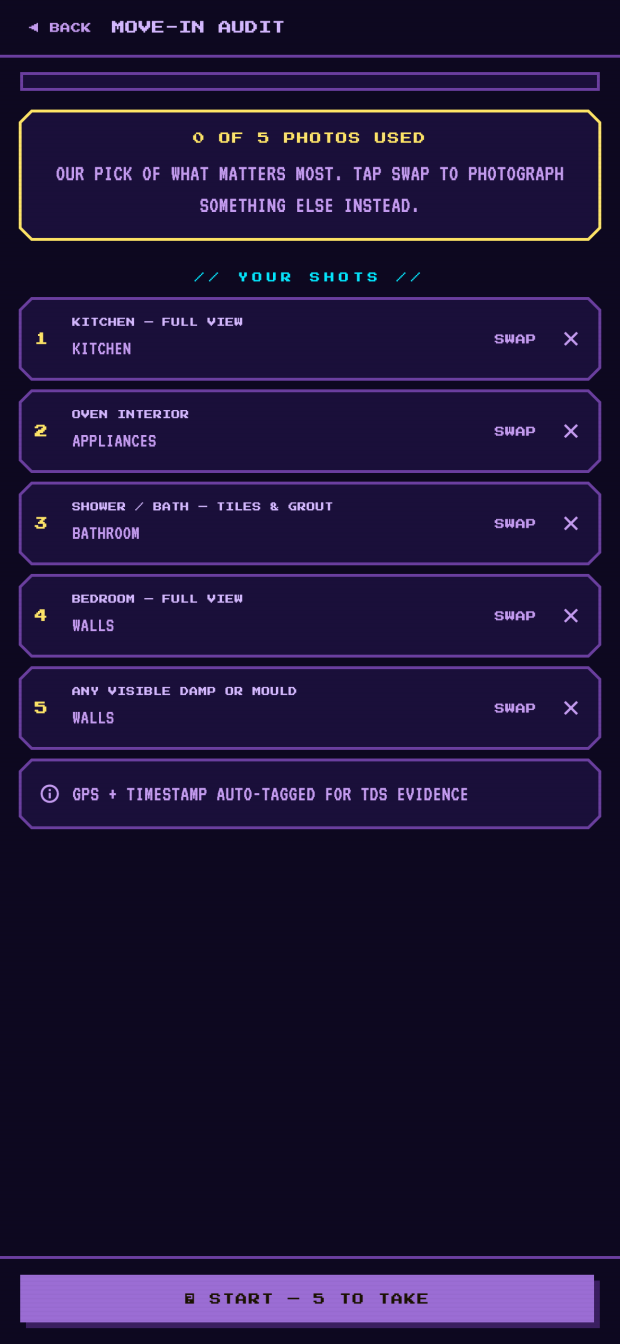 ◄ BACK MOVE-IN AUDIT
0 OF 5 PHOTOS USED
OUR PICK OF WHAT MATTERS MOST. TAP SWAP TO PHOTOGRAPH
SOMETHING ELSE INSTEAD.
// YOUR SHOTS //
1 KITCHEN — FULL VIEW
KITCHEN
SWAP ✕
2 OVEN INTERIOR
APPLIANCES
SWAP ✕
3 SHOWER / BATH — TILES & GROUT
BATHROOM
SWAP ✕
4 BEDROOM — FULL VIEW
WALLS
SWAP ✕
5 ANY VISIBLE DAMP OR MOULD
WALLS
SWAP ✕
GPS + TIMESTAMP AUTO-TAGGED FOR TDS EVIDENCE
START — 5 TO TAKE